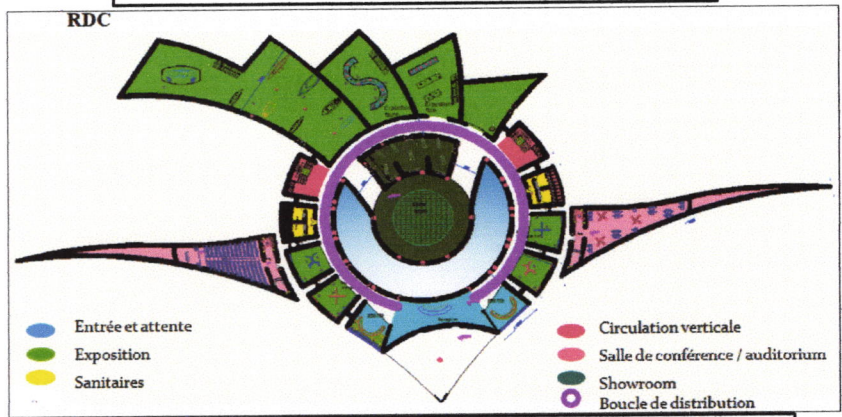 RDC
Entrée et attente
Exposition
Sanitaires
Circulation verticale
Salle de conférence / auditorium
Showroom
Boucle de distribution